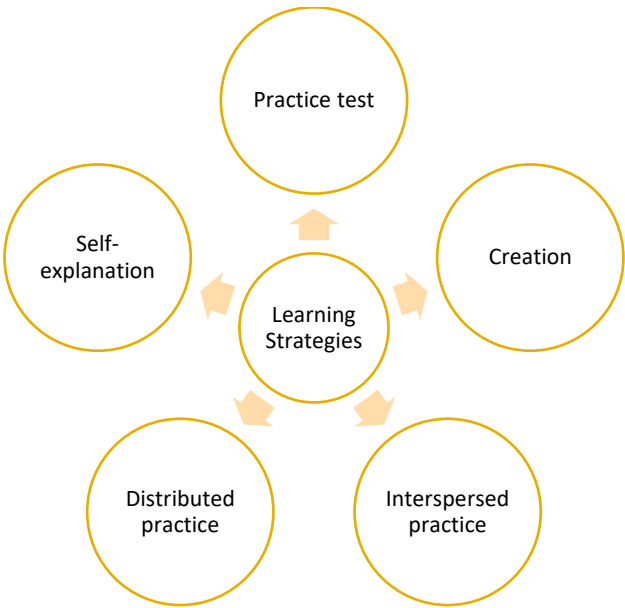 Practice test
Self-
explanation
Creation
Learning
Strategies
Distributed
practice
Interspersed
practice